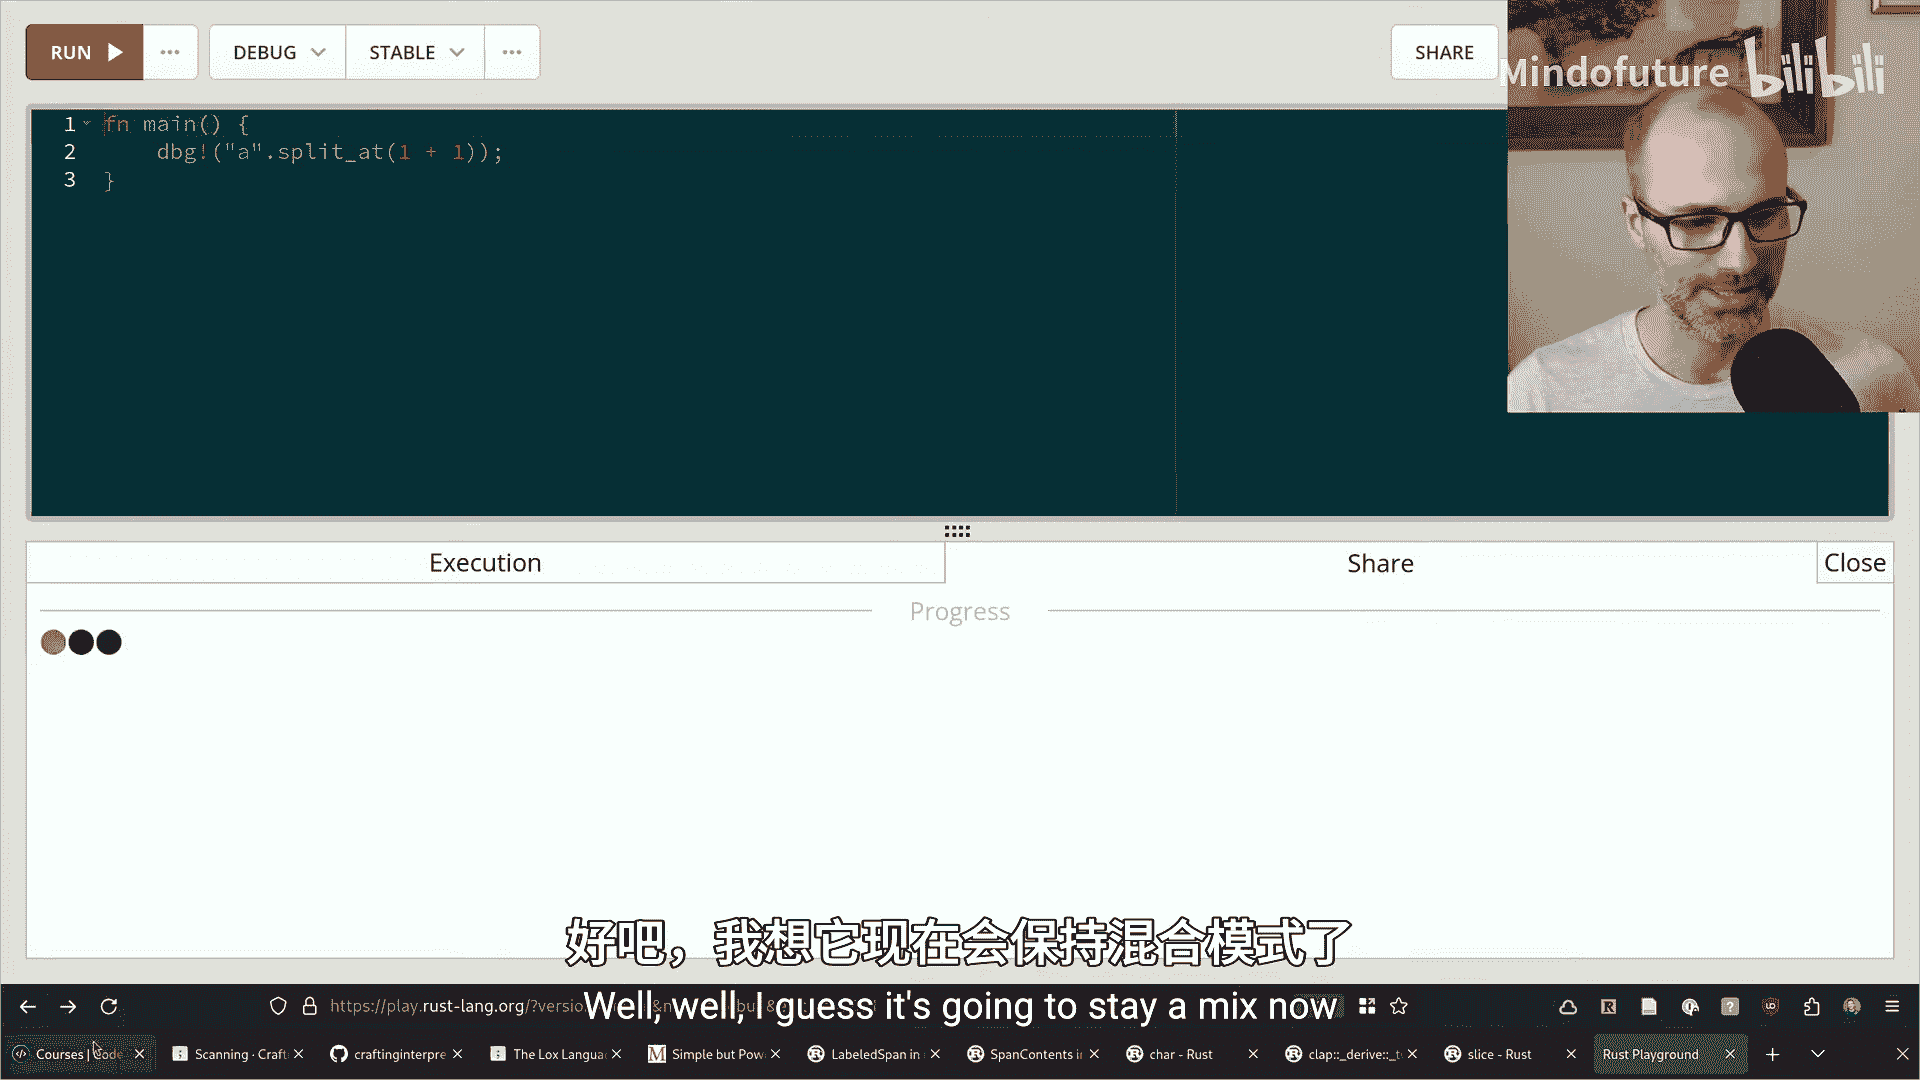 RUN
DEBUG
STABLE
SHARE
Mindofuture bilibili
1 fn main() {
2 dbg!("a".split_at(1 + 1));
3 }
Execution
Share
Close
Progress
好吧，我想它现在会保持混合模式了
Well, well, I guess it's going to stay a mix now
https://play.rust-lang.org/?versio
Courses | Code
Scanning · Craft
craftinginterpre
The Lox Langua
Simple but Pow
LabeledSpan in
SpanContents i
char - Rust
clap::_derive::_t
slice - Rust
Rust Playground